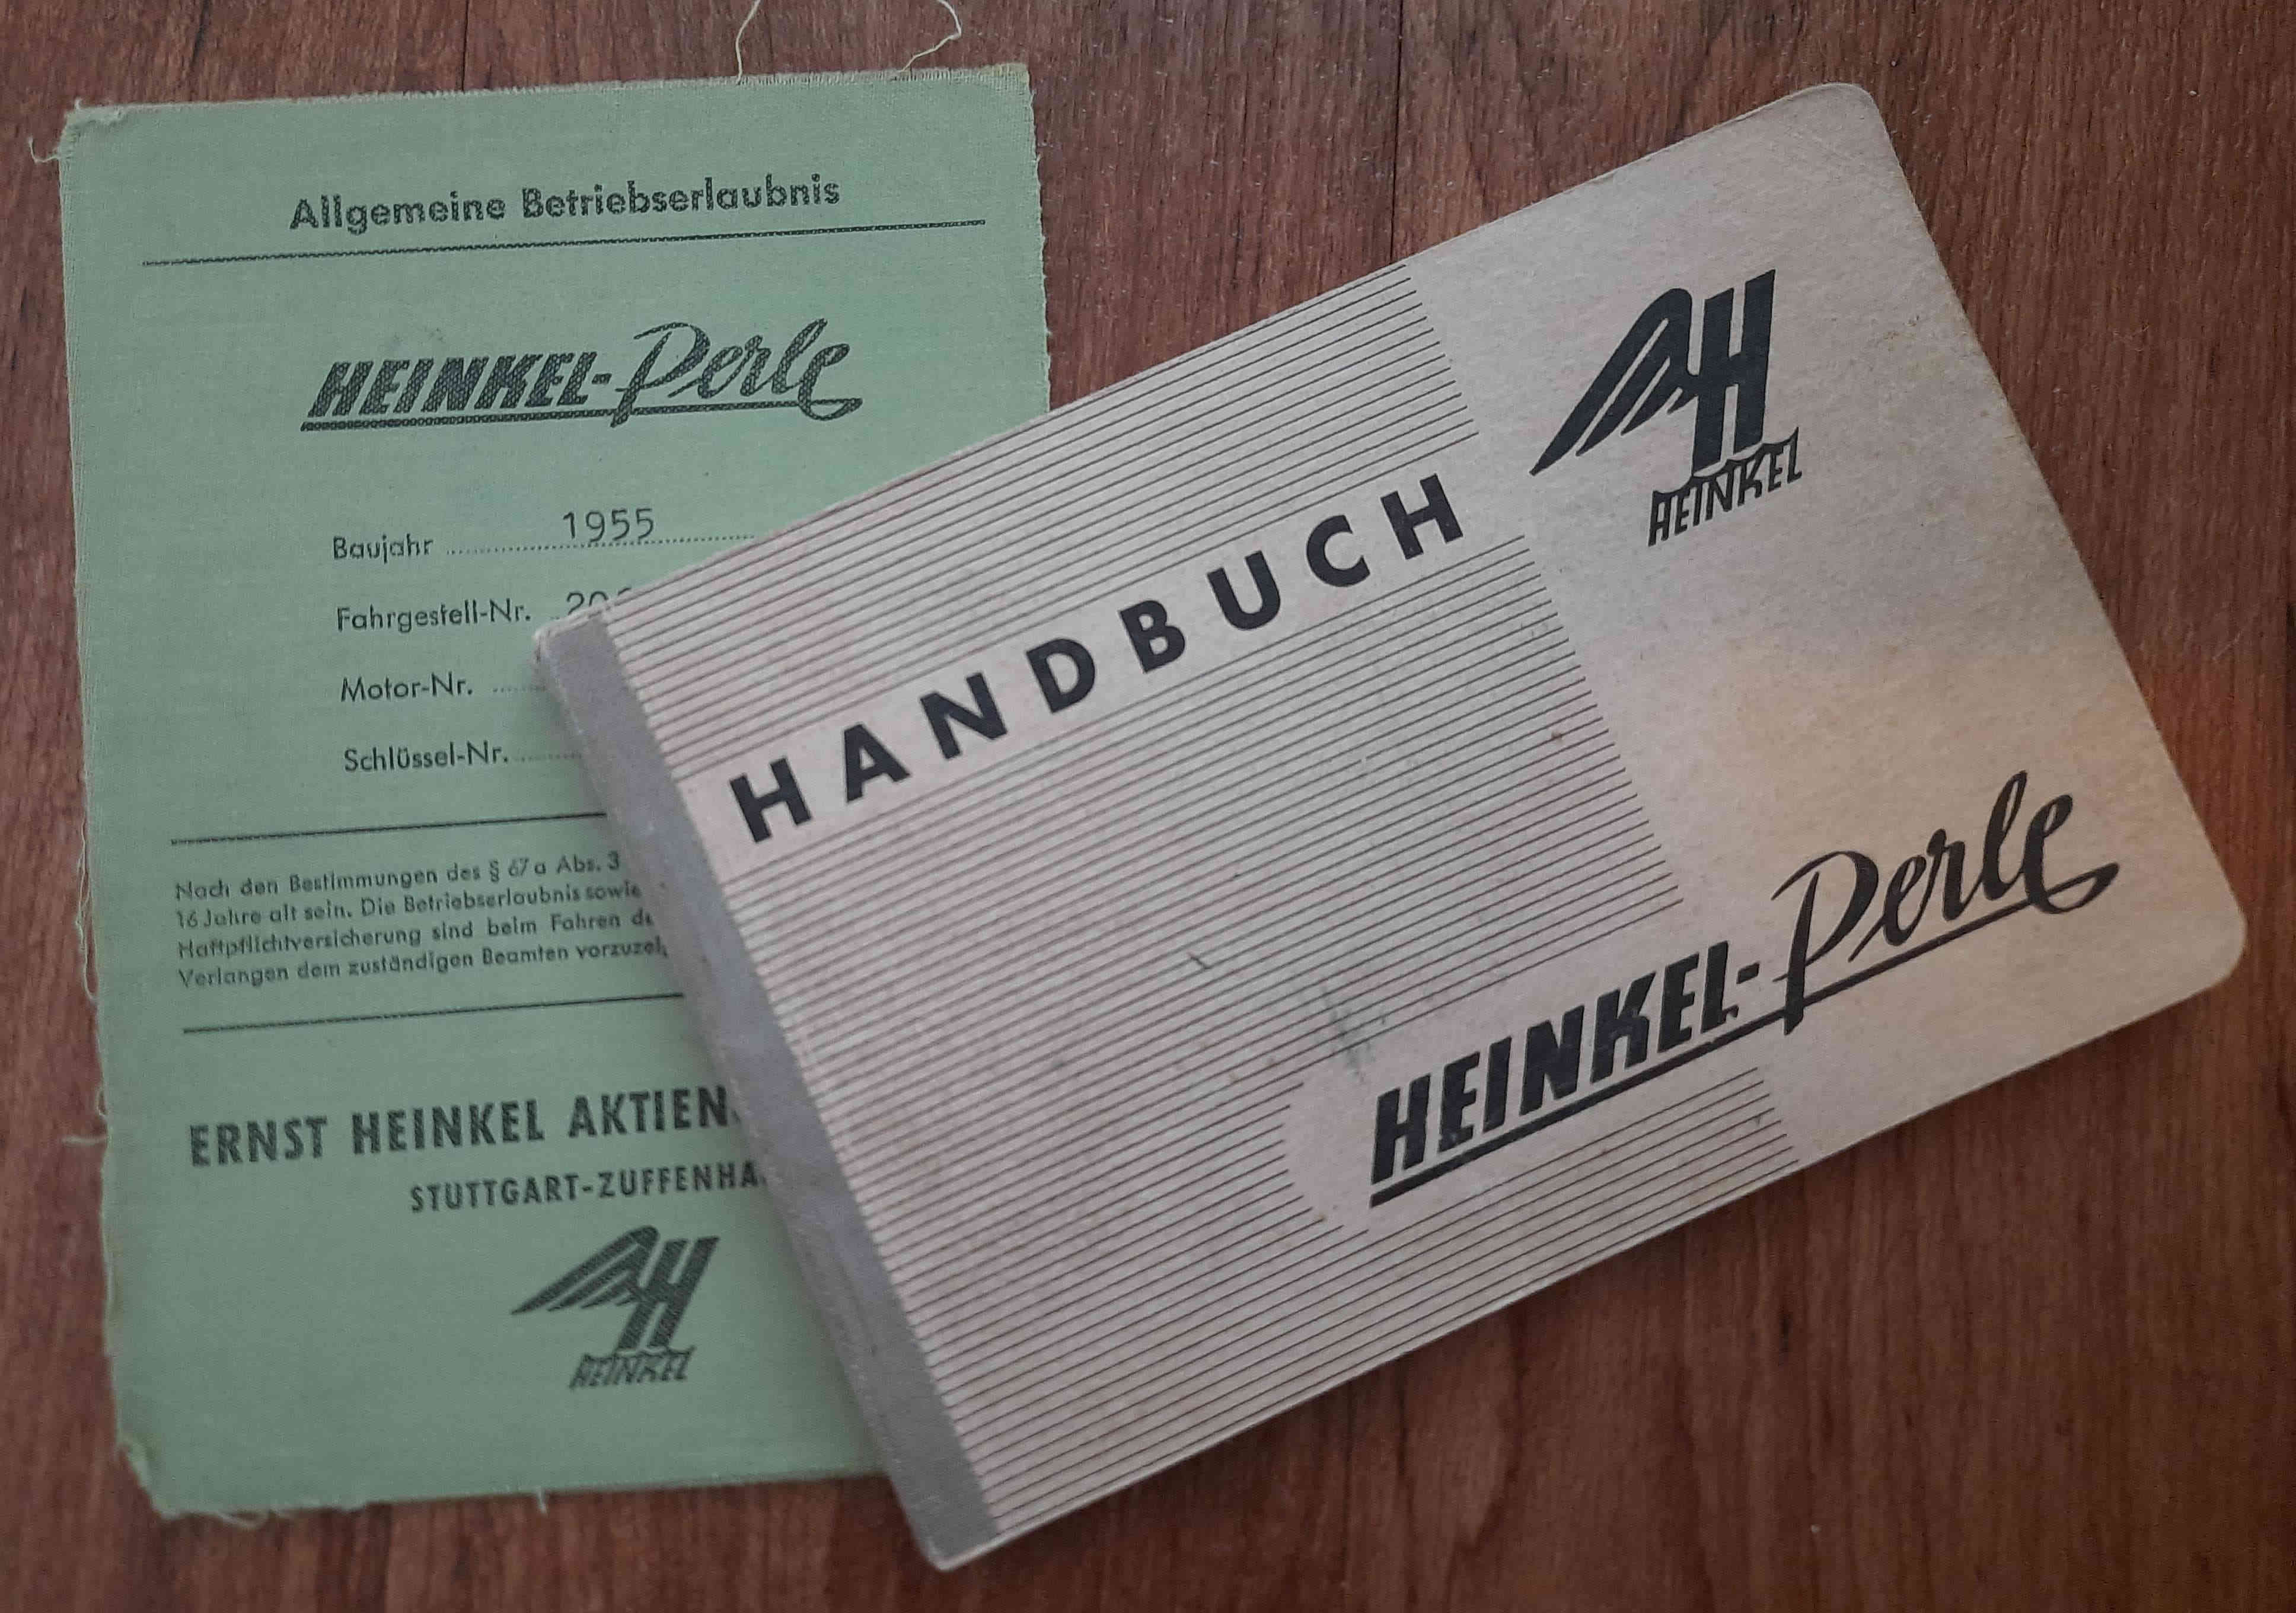 Allgemeine Betriebserlaubnis
HEINKEL-Perle
Baujahr 1955
Fahrgestell-Nr.
Motor-Nr.
Schlüssel-Nr.
Nach den Bestimmungen des § 67a Abs. 3
16 Jahre alt sein. Die Betriebserlaubnis sowie
Haftpflichtversicherung sind beim Fahren
Verlangen dem zuständigen Beamten
ERNST HEINKEL
HEINKEL
HANDBUCH
HEINKEL
HEINKEL-Perle